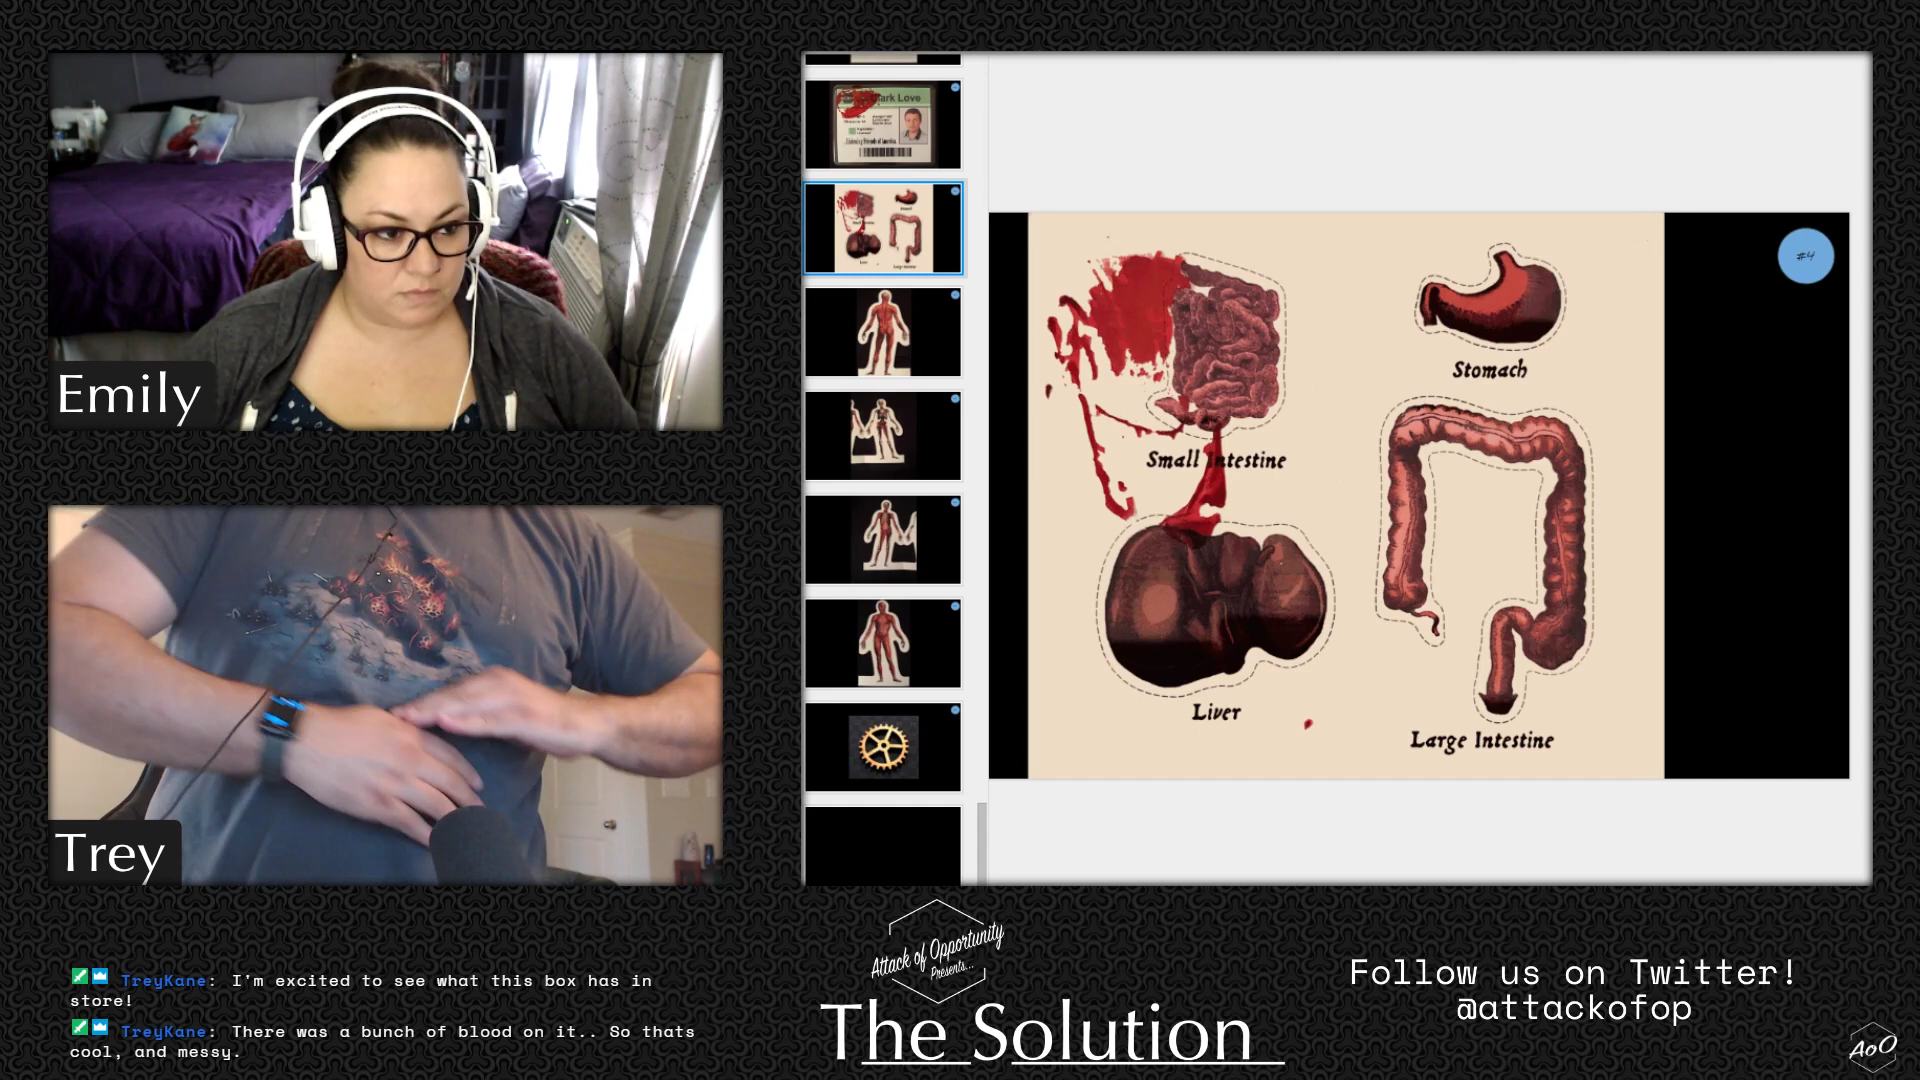 Emily
Trey
Clark Love
#4
Small Intestine
Stomach
Liver
Large Intestine
TreyKane: I'm excited to see what this box has in
store!
TreyKane: There was a bunch of blood on it.. So thats
cool, and messy.
Attack of Opportunity
Presents...
The Solution
Follow us on Twitter!
@attackofop
AoO